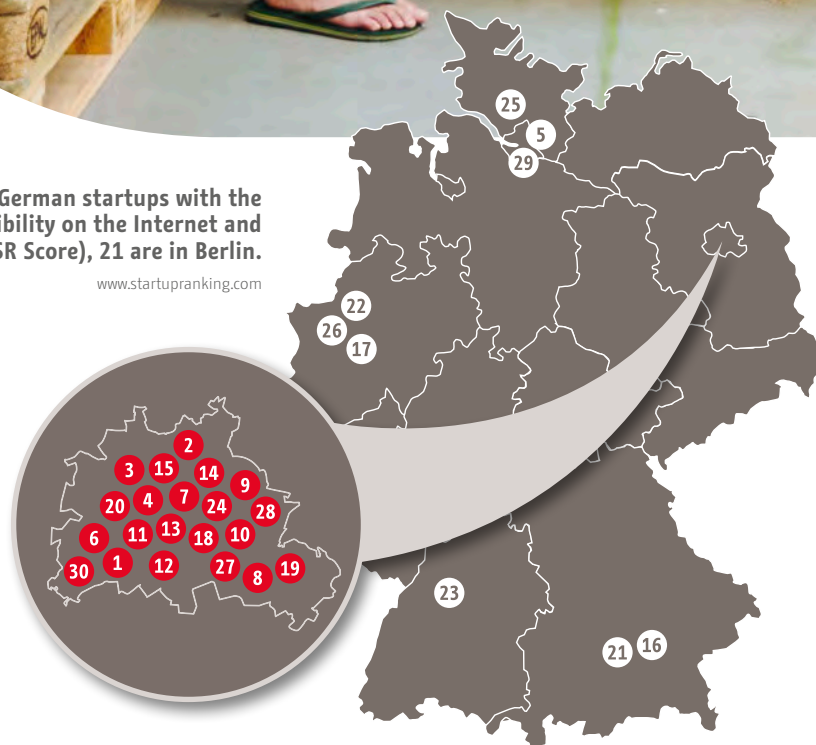 25
5
29
German startups with the
ibility on the Internet and
SR Score), 21 are in Berlin.
www.startupranking.com
22
26
17
2
3 15 14 9
20 4 7 24 28
6 11 13 18 10
30 1 12 27 8 19
23
21 16